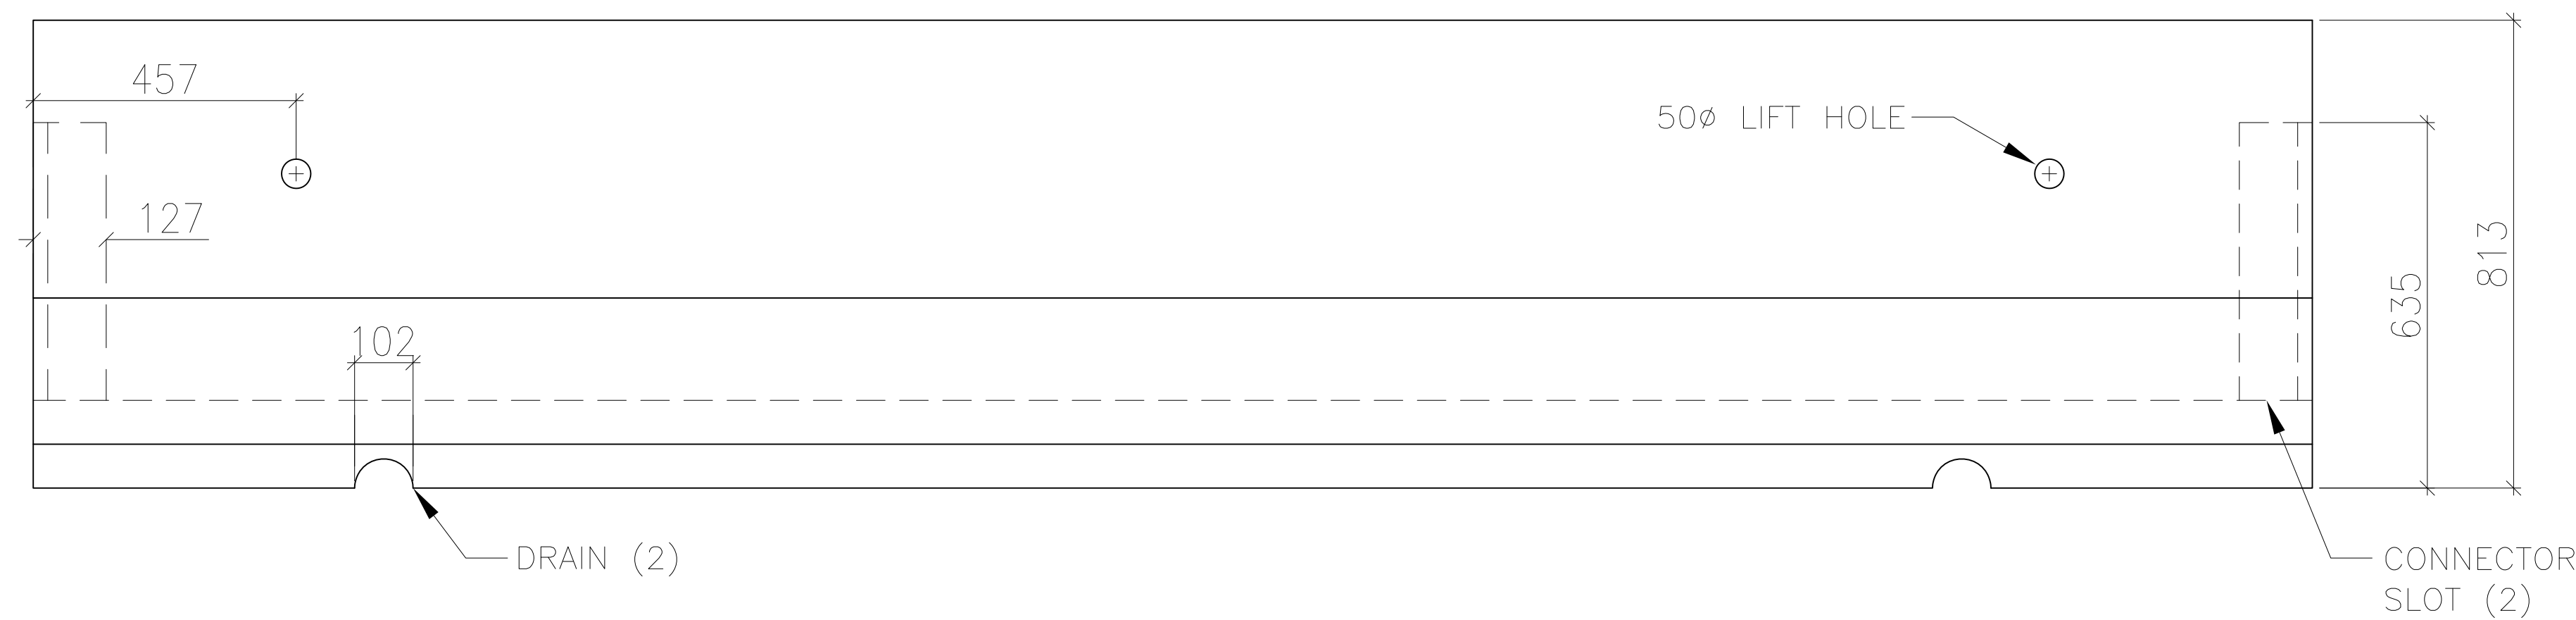 457
50ø LIFT HOLE
127
813
635
102
DRAIN (2)
CONNECTOR
SLOT (2)